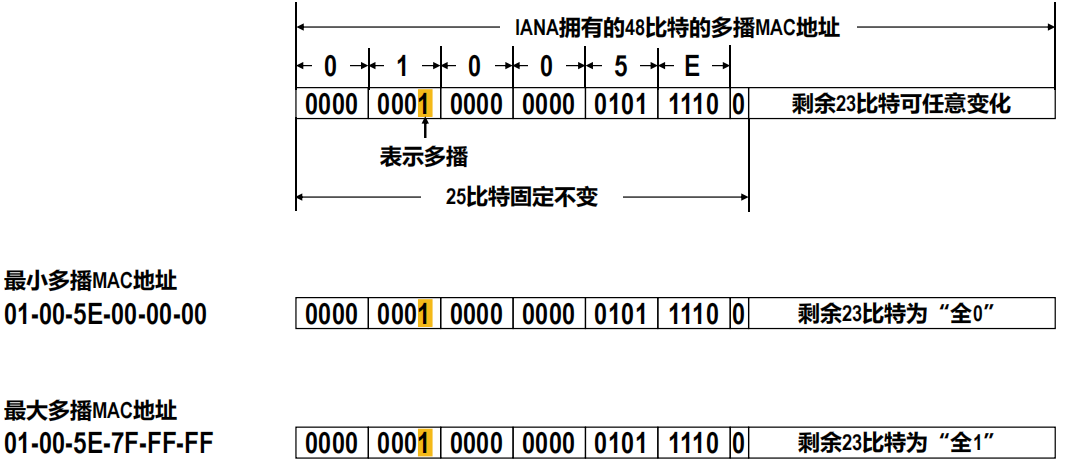 IANA拥有的48比特的多播MAC地址
0 1 0 0 5 E
0000 0001 0000 0000 0101 1110 0 剩余23比特可任意变化
表示多播
25比特固定不变
最小多播MAC地址
01-00-5E-00-00-00 0000 0001 0000 0000 0101 1110 0 剩余23比特为“全0”
最大多播MAC地址
01-00-5E-7F-FF-FF 0000 0001 0000 0000 0101 1110 0 剩余23比特为“全1”